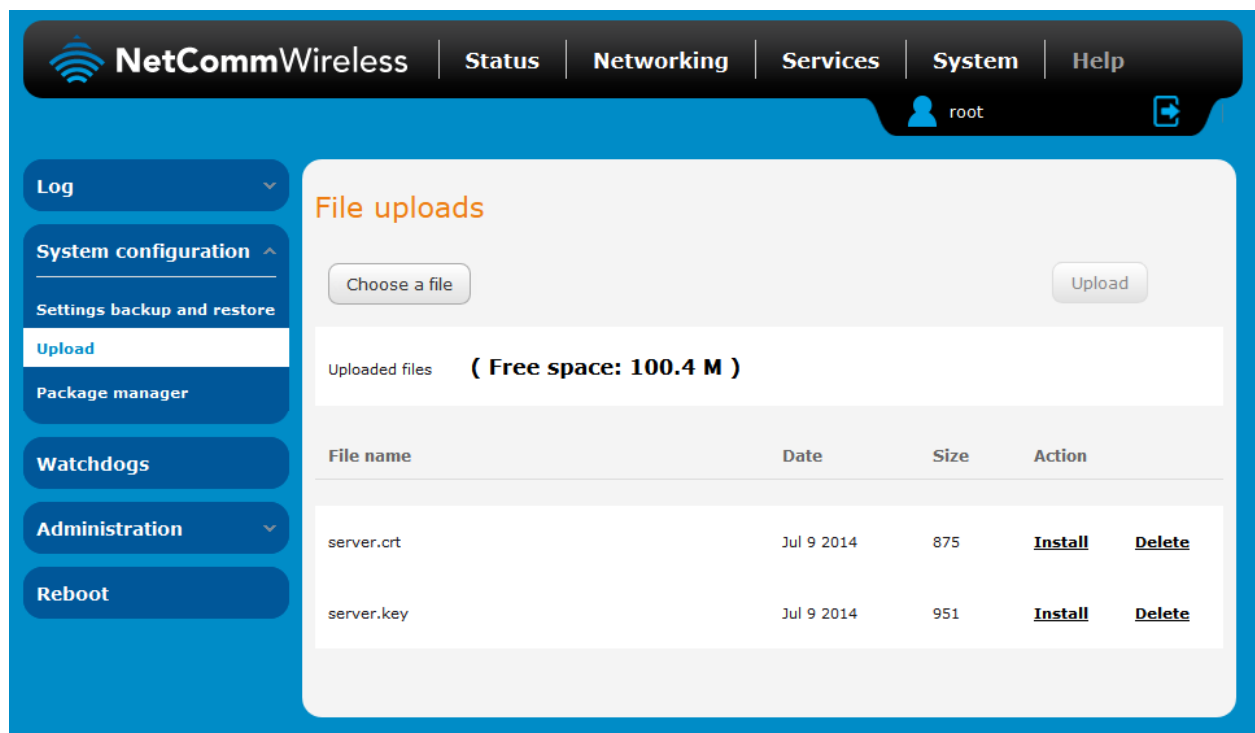 NetCommWireless Status Networking Services System Help
root
Log
System configuration
Settings backup and restore
Upload
Package manager
Watchdogs
Administration
Reboot
File uploads
Choose a file Upload
Uploaded files ( Free space: 100.4 M )
File name Date Size Action
server.crt Jul 9 2014 875 Install Delete
server.key Jul 9 2014 951 Install Delete